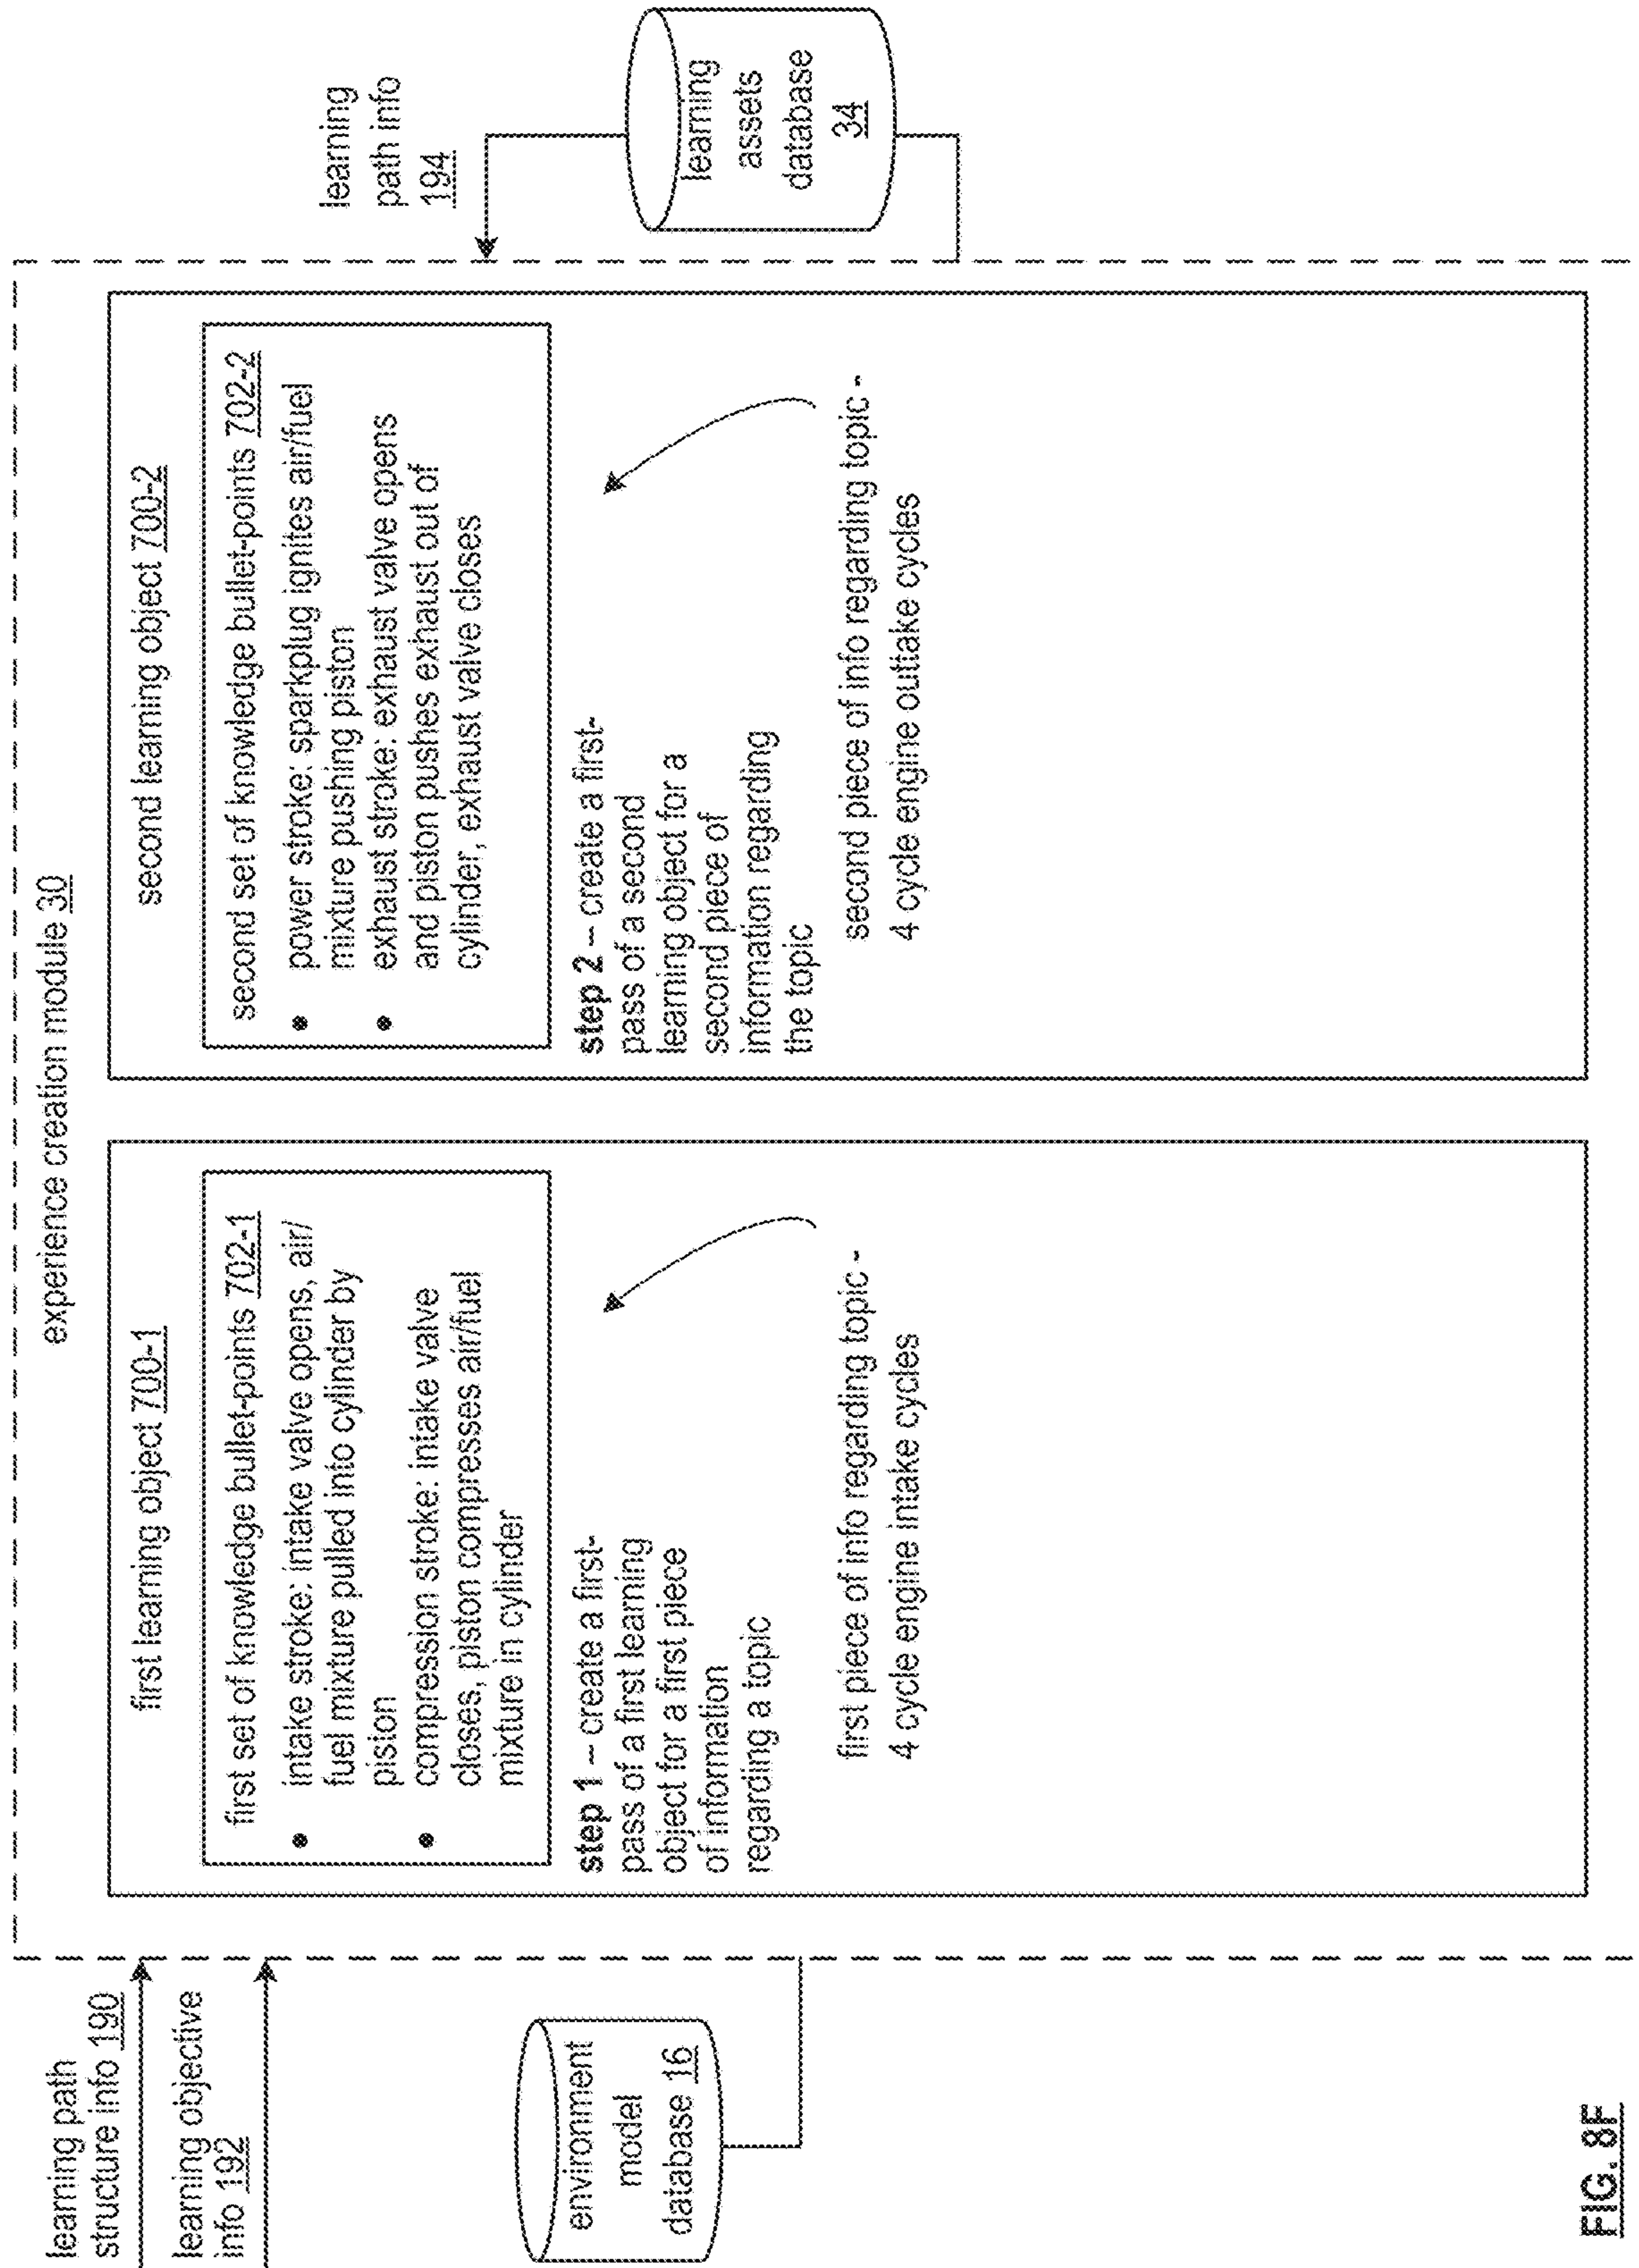 experience creation module 30
learning path
structure info 190
learning objective
info 192
environment
model
database 16
first learning object 700-1
first set of knowledge bullet-points 702-1
• intake stroke: intake valve opens, air/
fuel mixture pulled into cylinder by
piston
• compression stroke: intake valve
closes, piston compresses air/fuel
mixture in cylinder
step 1 – create a first-
pass of a first learning
object for a first piece
of information
regarding a topic
first piece of info regarding topic -
4 cycle engine intake cycles
second learning object 700-2
second set of knowledge bullet-points 702-2
• power stroke: sparkplug ignites air/fuel
mixture pushing piston
• exhaust stroke: exhaust valve opens
and piston pushes exhaust out of
cylinder, exhaust valve closes
step 2 – create a first-
pass of a second
learning object for a
second piece of
information regarding
the topic
second piece of info regarding topic -
4 cycle engine outtake cycles
learning
path info
194
learning
assets
database
34
FIG. 8F